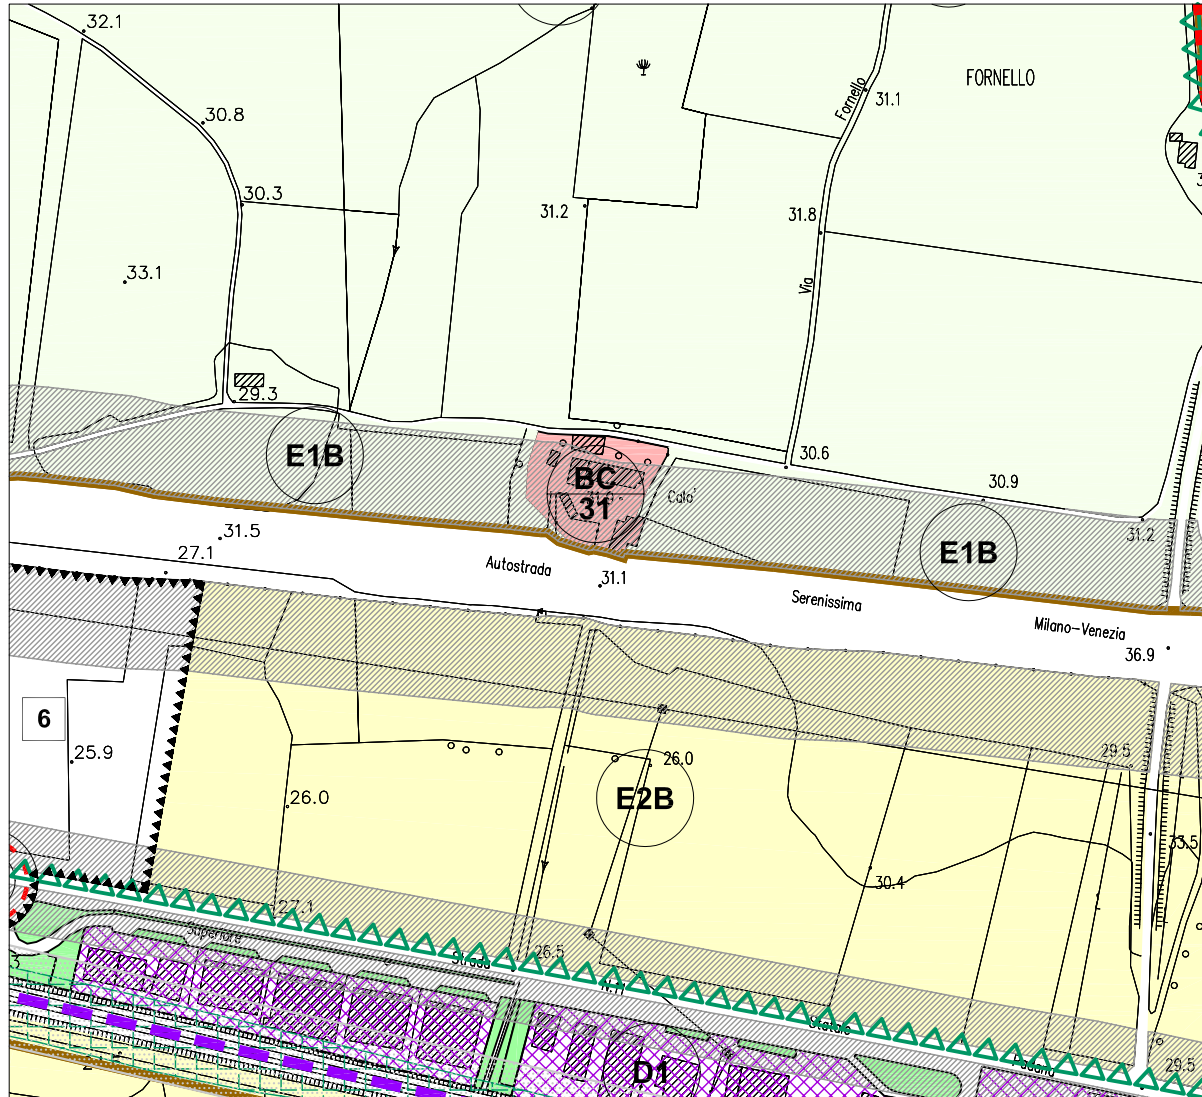 32.1
FORNELLO
Fornello
31.1
30.8
30.3
31.2
31.8
33.1
Via
29.3
E1B
BC
31
30.6
Calo'
30.9
31.2
31.5
E1B
27.1
Autostrada
31.1
Serenissima
Milano-Venezia
36.9
6
25.9
26.0
29.5
E2B
26.0
33.5
30.4
27.1
Superiore
26.5
Strada
N.11
Statale
Padana
29.5
D1